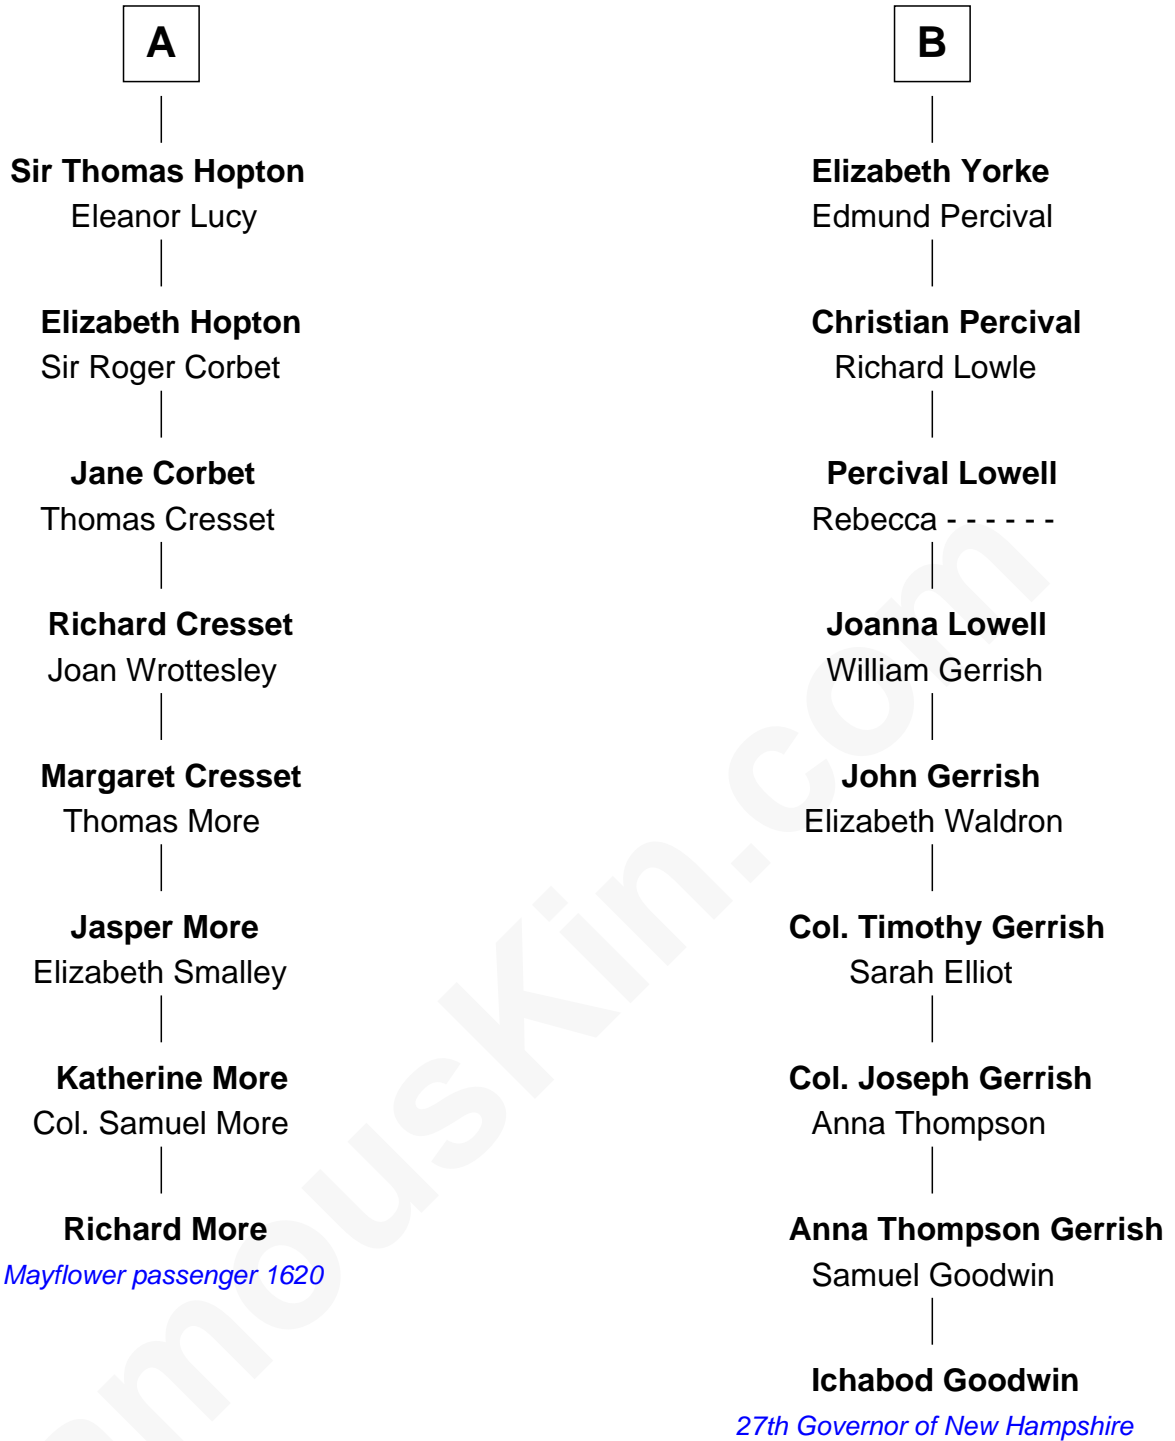 A
Sir Thomas Hopton
Eleanor Lucy
Elizabeth Hopton
Sir Roger Corbet
Jane Corbet
Thomas Cresset
Richard Cresset
Joan Wrottesley
Margaret Cresset
Thomas More
Jasper More
Elizabeth Smalley
Katherine More
Col. Samuel More
Richard More
Mayflower passenger 1620
B
Elizabeth Yorke
Edmund Percival
Christian Percival
Richard Lowle
Percival Lowell
Rebecca - - - - - -
Joanna Lowell
William Gerrish
John Gerrish
Elizabeth Waldron
Col. Timothy Gerrish
Sarah Elliot
Col. Joseph Gerrish
Anna Thompson
Anna Thompson Gerrish
Samuel Goodwin
Ichabod Goodwin
27th Governor of New Hampshire
amouskin.com